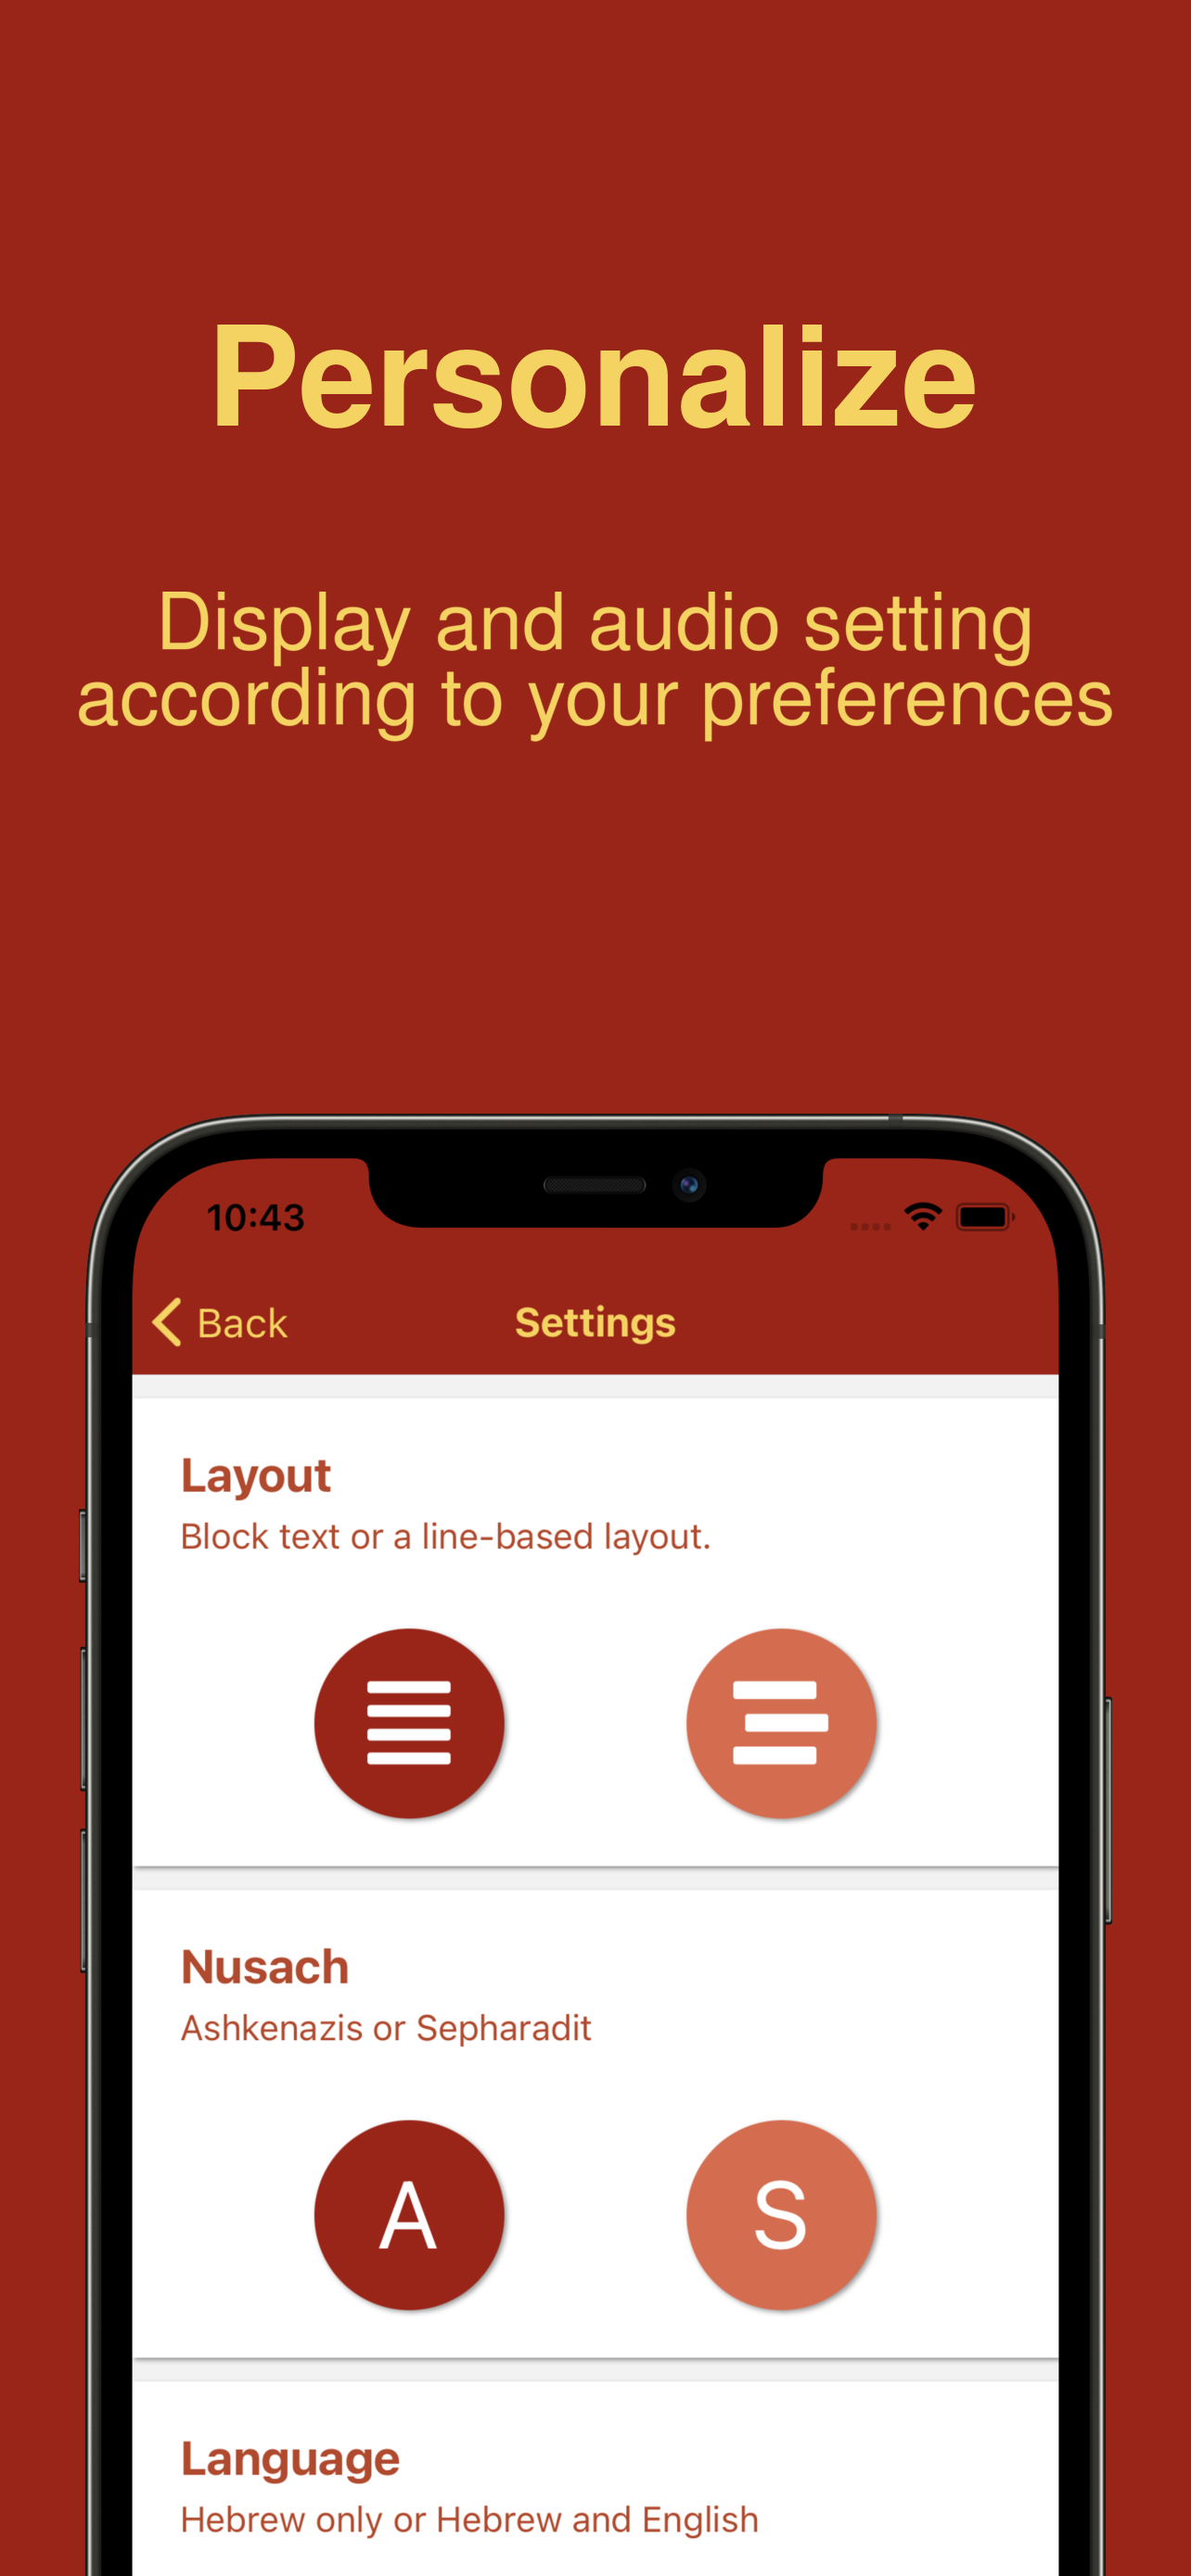 Personalize
Display and audio setting
according to your preferences
10:43
Back
Settings
Layout
Block text or a line-based layout.
Nusach
Ashkenazis or Sepharadit
A
S
Language
Hebrew only or Hebrew and English